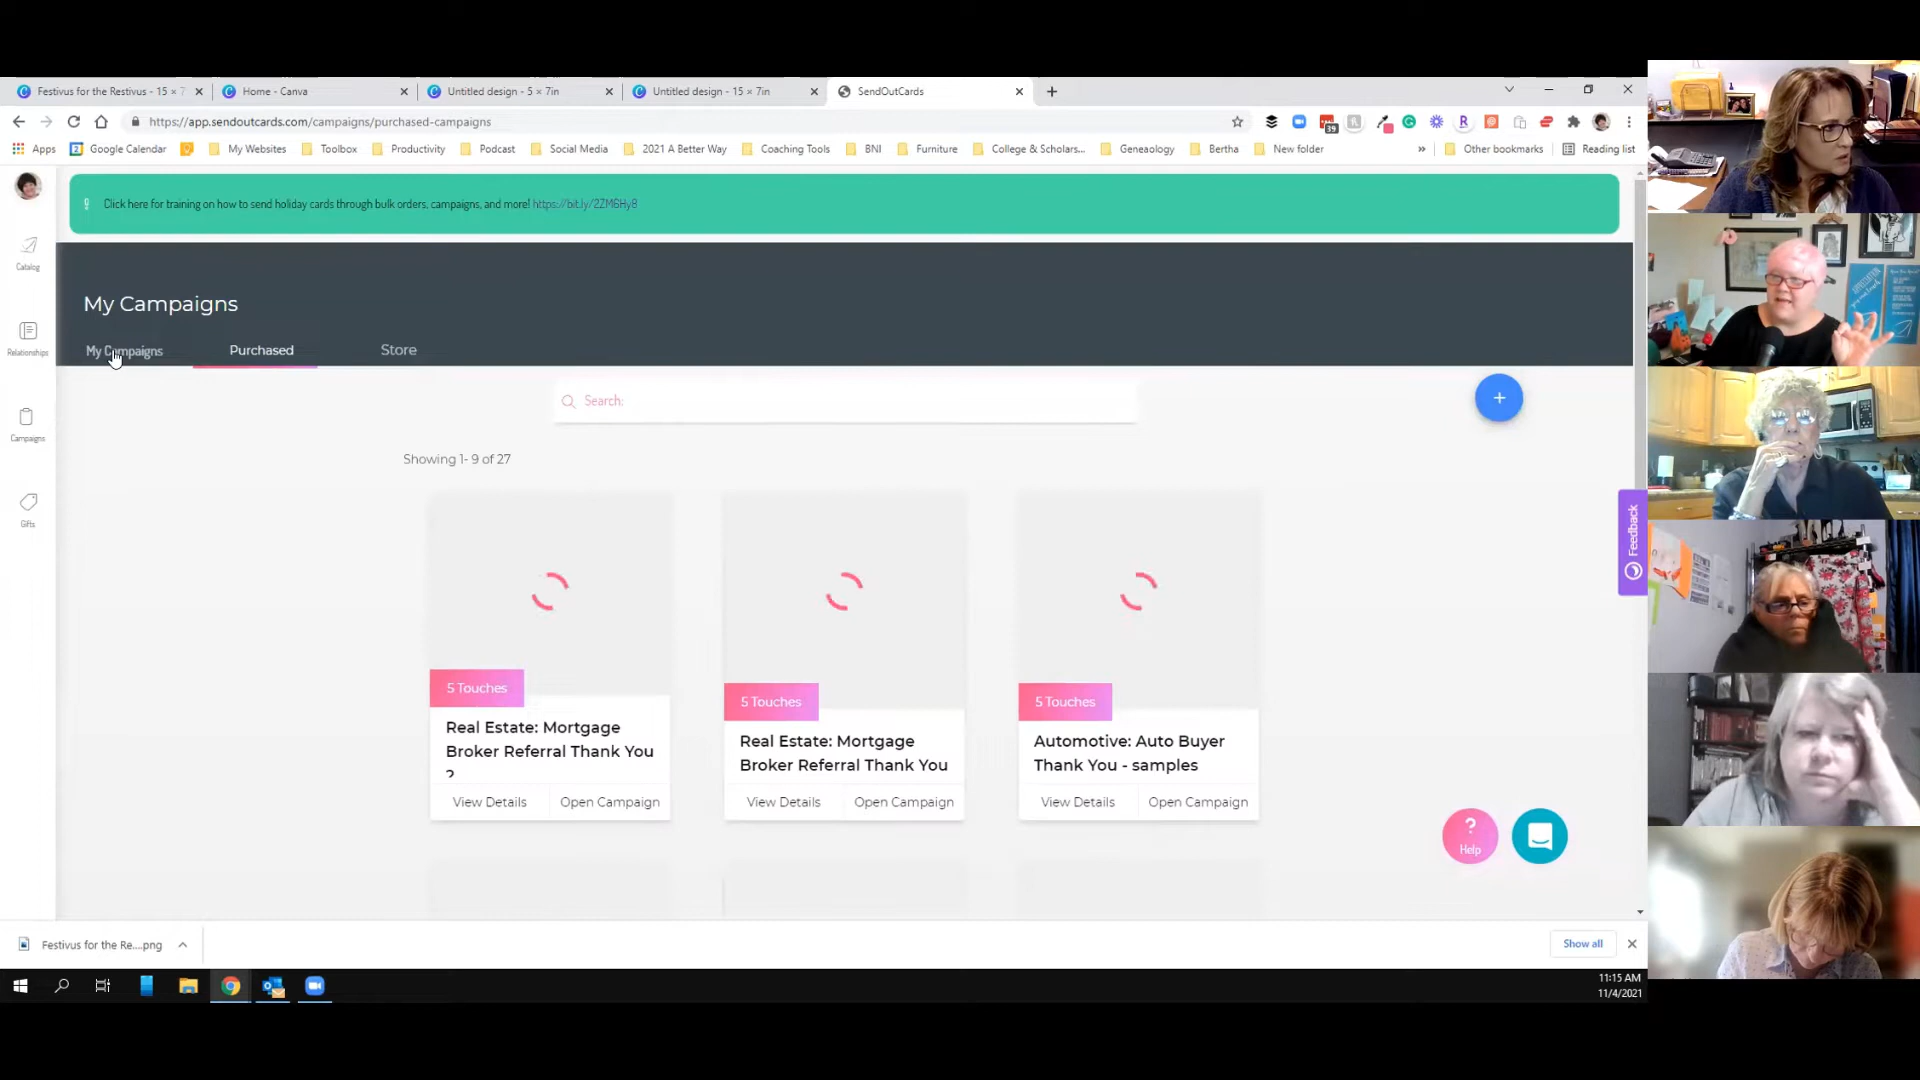 Festivus for the Restivus - 15 × 7
Home - Canva
Untitled design - 5 × 7in
Untitled design - 15 × 7in
SendOutCards
https://app.sendoutcards.com/campaigns/purchased-campaigns
39
Apps
Google Calendar
My Websites
Toolbox
Productivity
Podcast
Social Media
2021 A Better Way
Coaching Tools
BNI
Furniture
College & Scholars...
Geneaology
Bertha
New folder
»
Other bookmarks
Reading list
Click here for training on how to send holiday cards through bulk orders, campaigns, and more! https://bit.ly/2ZM6Hy8
Catalog
Relationships
Campaigns
Gifts
My Campaigns
My Campaigns
Purchased
Store
Search:
+
Showing 1- 9 of 27
5 Touches
Real Estate: Mortgage
Broker Referral Thank You
2
View Details
Open Campaign
5 Touches
Real Estate: Mortgage
Broker Referral Thank You
View Details
Open Campaign
5 Touches
Automotive: Auto Buyer
Thank You - samples
View Details
Open Campaign
Feedback
?
Help
Festivus for the Re....png
Show all
11:15 AM
11/4/2021